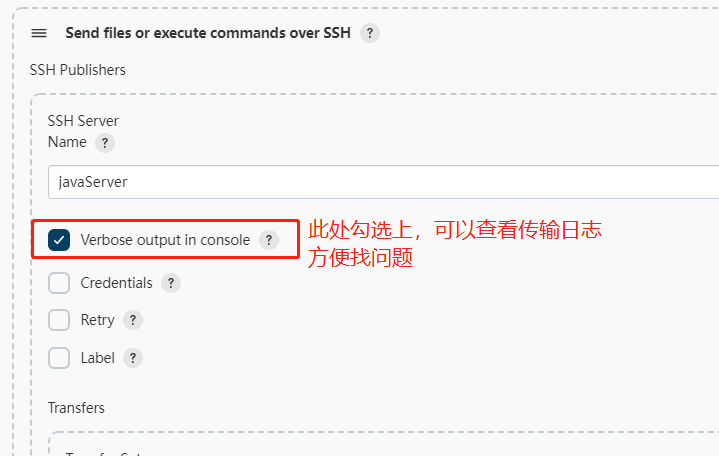 Send files or execute commands over SSH ?
SSH Publishers
SSH Server
Name ?
javaServer
Verbose output in console ?
此处勾选上，可以查看传输日志
方便找问题
Credentials ?
Retry ?
Label ?
Transfers